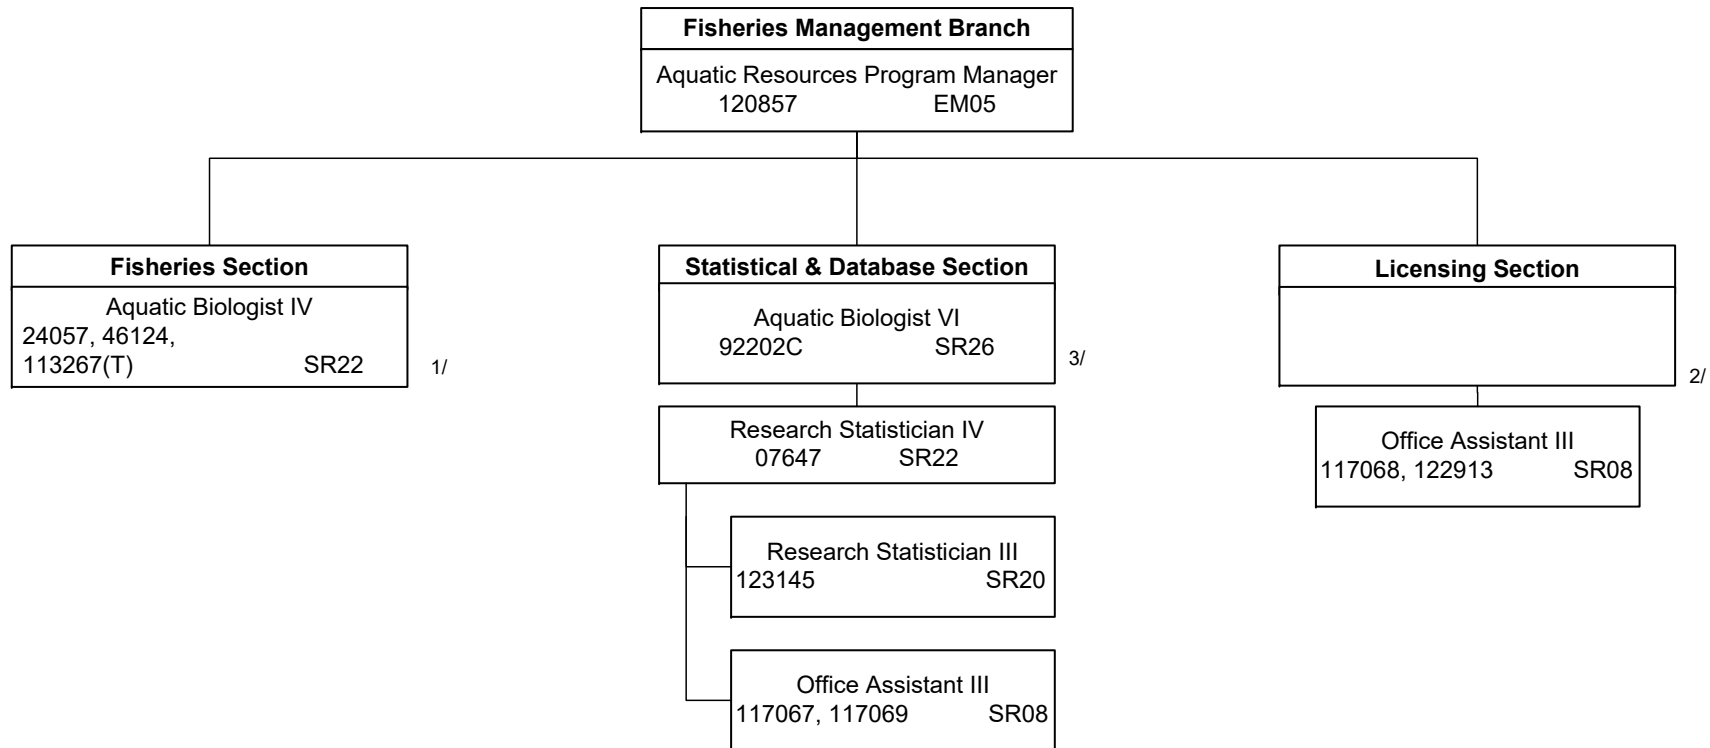 Fisheries Management Branch
Aquatic Resources Program Manager
120857 EM05
Fisheries Section
Aquatic Biologist IV
24057, 46124,
113267(T) SR22
1/
Statistical & Database Section
Aquatic Biologist VI
92202C SR26
3/
Research Statistician IV
07647 SR22
Research Statistician III
123145 SR20
Office Assistant III
117067, 117069 SR08
Licensing Section
2/
Office Assistant III
117068, 122913 SR08